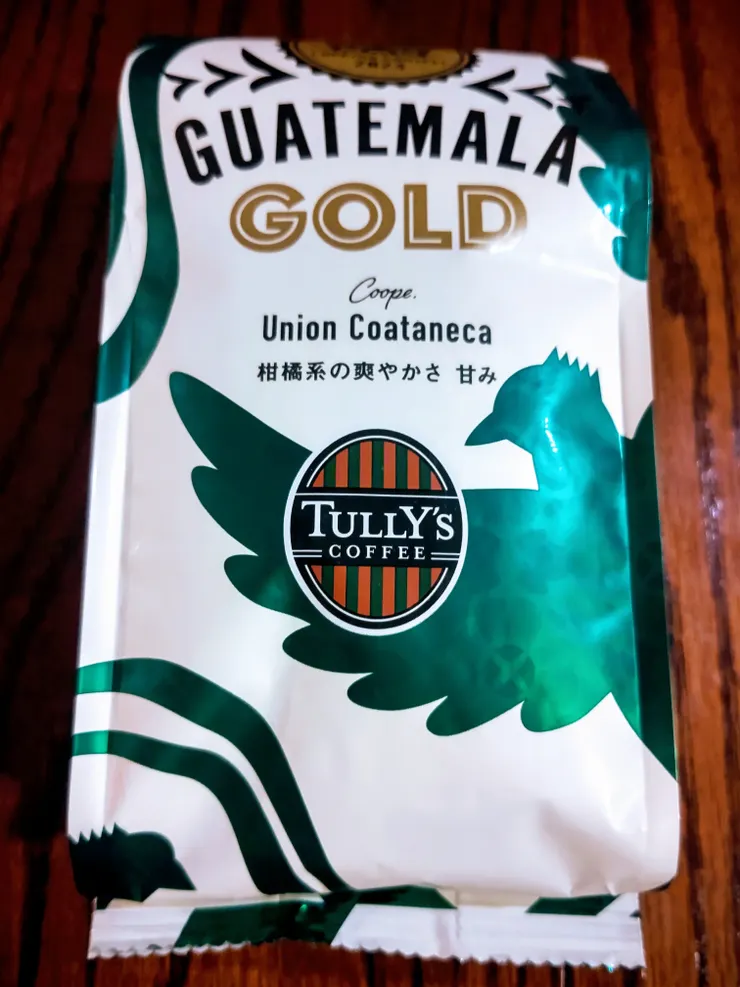 GUATEMALA
GOLD
Coope.
Union Coataneca
柑橘系の爽やかさ 甘み
TULLY'S
COFFEE